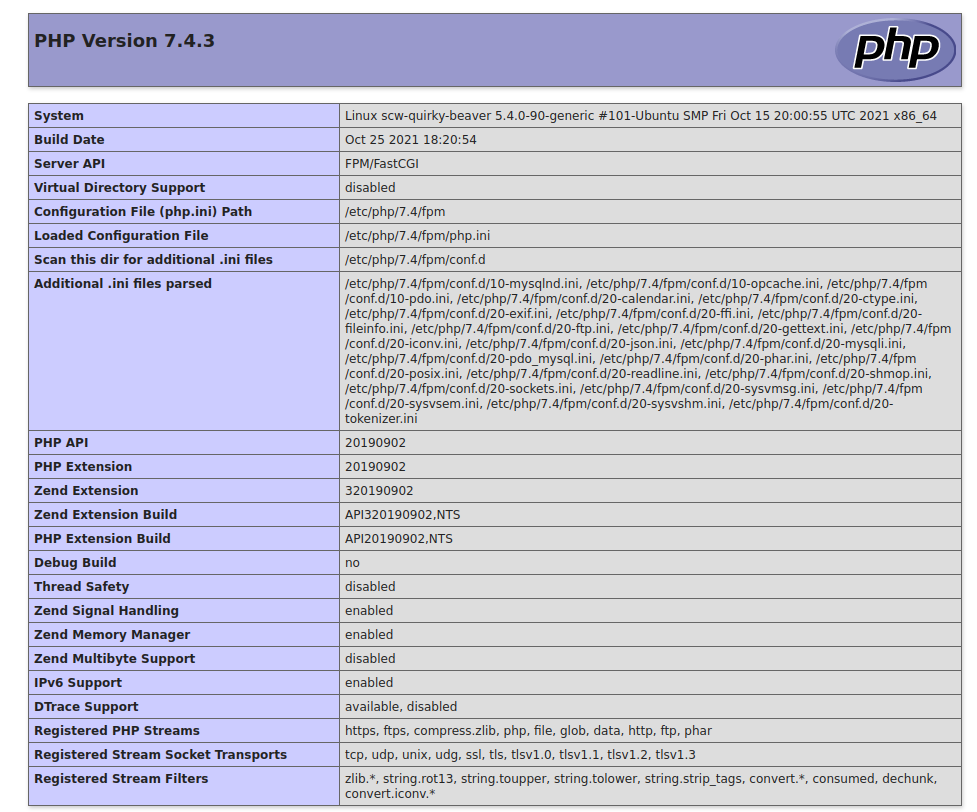 PHP Version 7.4.3
php
System Linux scw-quirky-beaver 5.4.0-90-generic #101-Ubuntu SMP Fri Oct 15 20:00:55 UTC 2021 x86_64
Build Date Oct 25 2021 18:20:54
Server API FPM/FastCGI
Virtual Directory Support disabled
Configuration File (php.ini) Path /etc/php/7.4/fpm
Loaded Configuration File /etc/php/7.4/fpm/php.ini
Scan this dir for additional .ini files /etc/php/7.4/fpm/conf.d
Additional .ini files parsed /etc/php/7.4/fpm/conf.d/10-mysqlnd.ini, /etc/php/7.4/fpm/conf.d/10-opcache.ini, /etc/php/7.4/fpm
/conf.d/10-pdo.ini, /etc/php/7.4/fpm/conf.d/20-calendar.ini, /etc/php/7.4/fpm/conf.d/20-ctype.ini,
/etc/php/7.4/fpm/conf.d/20-exif.ini, /etc/php/7.4/fpm/conf.d/20-ffi.ini, /etc/php/7.4/fpm/conf.d/20-
fileinfo.ini, /etc/php/7.4/fpm/conf.d/20-ftp.ini, /etc/php/7.4/fpm/conf.d/20-gettext.ini, /etc/php/7.4/fpm
/conf.d/20-iconv.ini, /etc/php/7.4/fpm/conf.d/20-json.ini, /etc/php/7.4/fpm/conf.d/20-mysqli.ini,
/etc/php/7.4/fpm/conf.d/20-pdo_mysql.ini, /etc/php/7.4/fpm/conf.d/20-phar.ini, /etc/php/7.4/fpm
/conf.d/20-posix.ini, /etc/php/7.4/fpm/conf.d/20-readline.ini, /etc/php/7.4/fpm/conf.d/20-shmop.ini,
/etc/php/7.4/fpm/conf.d/20-sockets.ini, /etc/php/7.4/fpm/conf.d/20-sysvmsg.ini, /etc/php/7.4/fpm
/conf.d/20-sysvsem.ini, /etc/php/7.4/fpm/conf.d/20-sysvshm.ini, /etc/php/7.4/fpm/conf.d/20-
tokenizer.ini
PHP API 20190902
PHP Extension 20190902
Zend Extension 320190902
Zend Extension Build API320190902,NTS
PHP Extension Build API20190902,NTS
Debug Build no
Thread Safety disabled
Zend Signal Handling enabled
Zend Memory Manager enabled
Zend Multibyte Support disabled
IPv6 Support enabled
DTrace Support available, disabled
Registered PHP Streams https, ftps, compress.zlib, php, file, glob, data, http, ftp, phar
Registered Stream Socket Transports tcp, udp, unix, udg, ssl, tls, tlsv1.0, tlsv1.1, tlsv1.2, tlsv1.3
Registered Stream Filters zlib.*, string.rot13, string.toupper, string.tolower, string.strip_tags, convert.*, consumed, dechunk,
convert.iconv.*